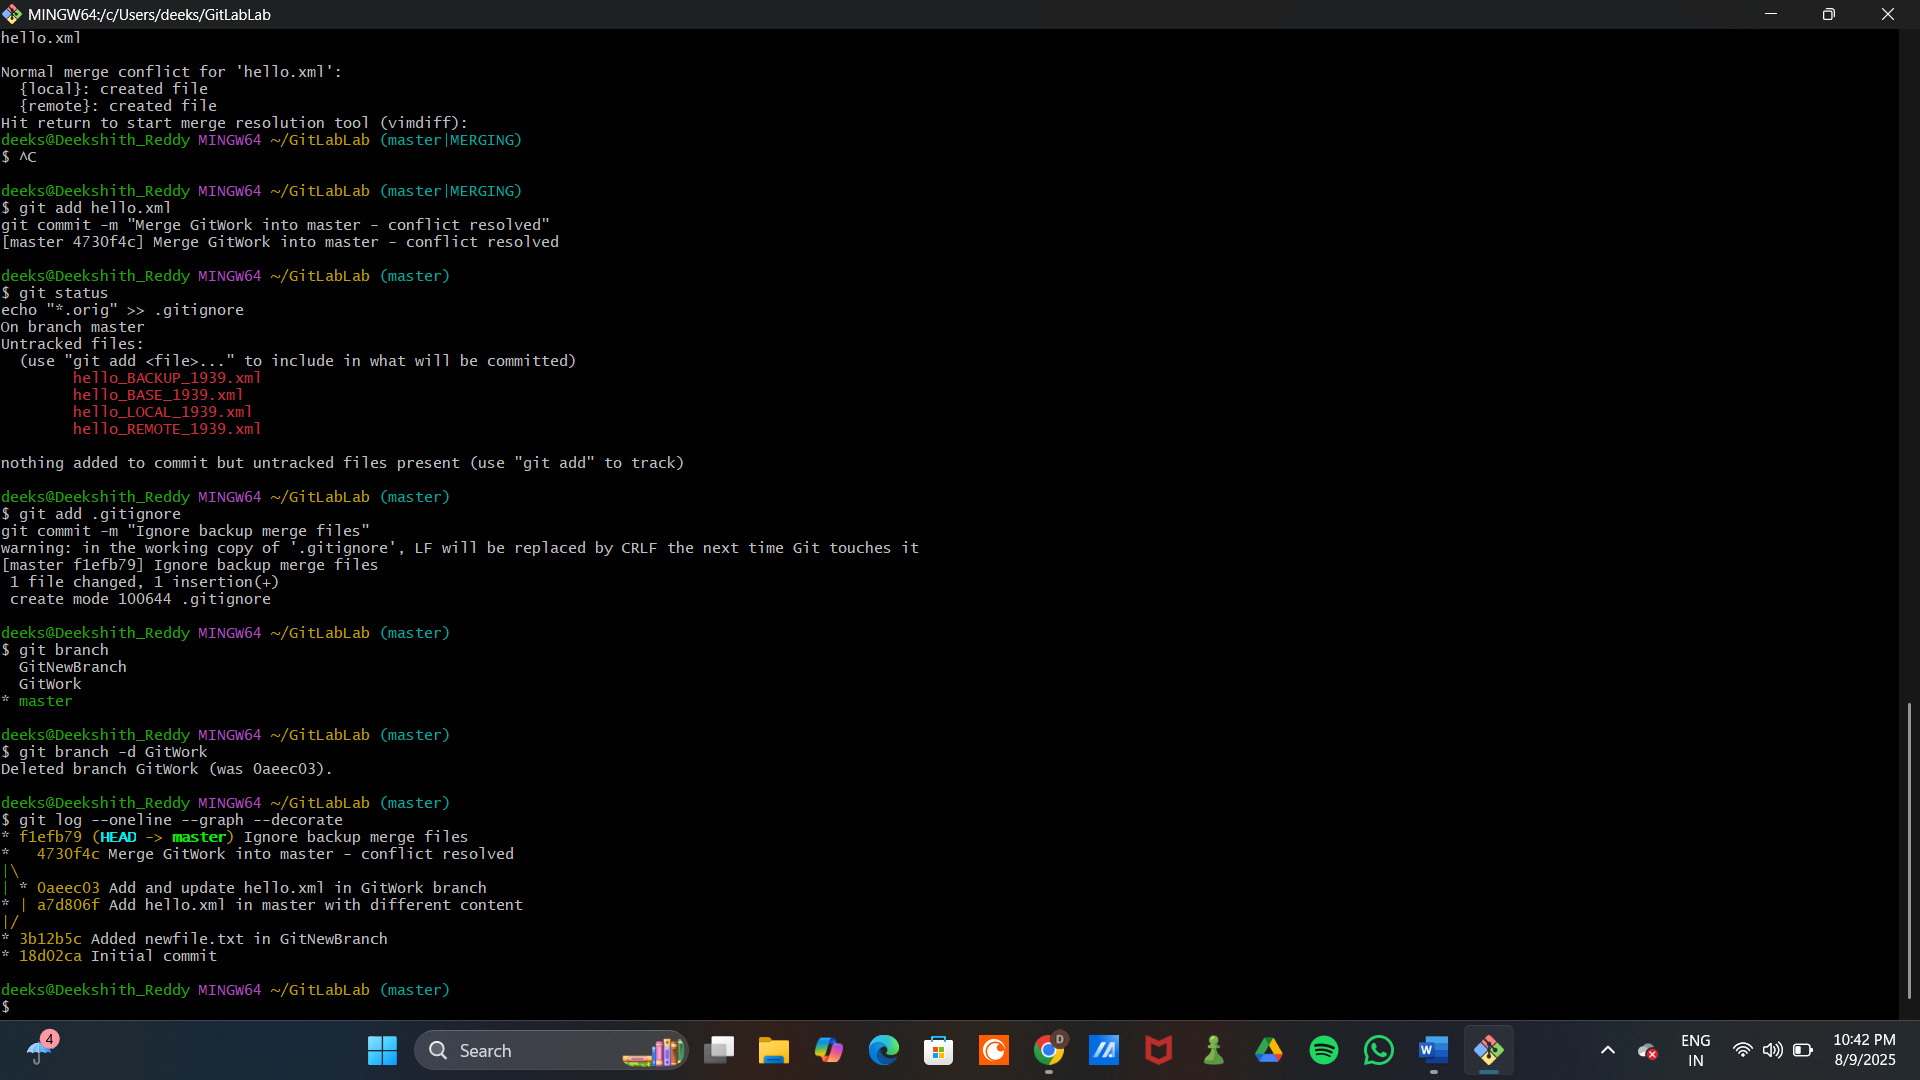 MINGW64:/c/Users/deeks/GitLabLab
hello.xml
Normal merge conflict for 'hello.xml':
  {local}: created file
  {remote}: created file
Hit return to start merge resolution tool (vimdiff):
deeks@Deekshith_Reddy MINGW64 ~/GitLabLab (master|MERGING)
$ ^C
deeks@Deekshith_Reddy MINGW64 ~/GitLabLab (master|MERGING)
$ git add hello.xml
git commit -m "Merge GitWork into master - conflict resolved"
[master 4730f4c] Merge GitWork into master - conflict resolved
deeks@Deekshith_Reddy MINGW64 ~/GitLabLab (master)
$ git status
echo "*.orig" >> .gitignore
On branch master
Untracked files:
  (use "git add <file>..." to include in what will be committed)
        hello_BACKUP_1939.xml
        hello_BASE_1939.xml
        hello_LOCAL_1939.xml
        hello_REMOTE_1939.xml
nothing added to commit but untracked files present (use "git add" to track)
deeks@Deekshith_Reddy MINGW64 ~/GitLabLab (master)
$ git add .gitignore
git commit -m "Ignore backup merge files"
warning: in the working copy of '.gitignore', LF will be replaced by CRLF the next time Git touches it
[master f1efb79] Ignore backup merge files
 1 file changed, 1 insertion(+)
 create mode 100644 .gitignore
deeks@Deekshith_Reddy MINGW64 ~/GitLabLab (master)
$ git branch
  GitNewBranch
  GitWork
* master
deeks@Deekshith_Reddy MINGW64 ~/GitLabLab (master)
$ git branch -d GitWork
Deleted branch GitWork (was 0aeec03).
deeks@Deekshith_Reddy MINGW64 ~/GitLabLab (master)
$ git log --oneline --graph --decorate
* f1efb79 (HEAD -> master) Ignore backup merge files
*   4730f4c Merge GitWork into master - conflict resolved
|\
| * 0aeec03 Add and update hello.xml in GitWork branch
* | a7d806f Add hello.xml in master with different content
|/
* 3b12b5c Added newfile.txt in GitNewBranch
* 18d02ca Initial commit
deeks@Deekshith_Reddy MINGW64 ~/GitLabLab (master)
$
4
Search
D
W
ENG
IN
10:42 PM
8/9/2025